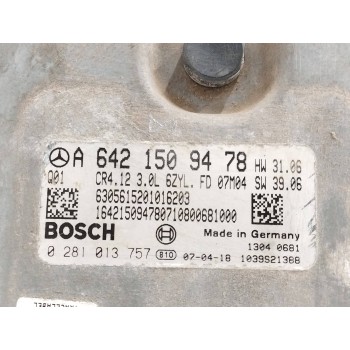 A 642 150 94 78 HW 31.06
Q01 CR4.12 3.0L 6ZYL. FD 07M04 SW 39.06
6305615201016203
164215094780710800681000
BOSCH Made in Germany
1304 0681
0 281 013 757 810 07-04-18 1039S21388